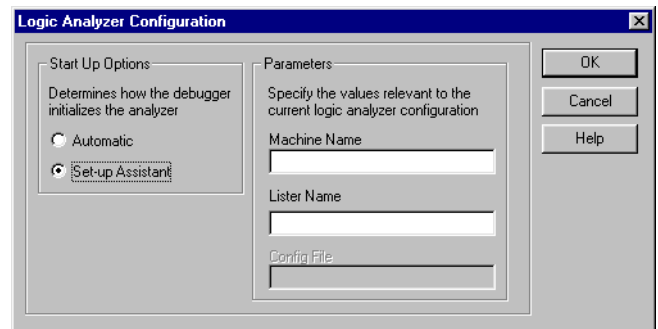 Logic Analyzer Configuration
Start Up Options
Determines how the debugger
initializes the analyzer
Automatic
Set-up Assistant
Parameters
Specify the values relevant to the
current logic analyzer configuration
Machine Name
Lister Name
Config File
OK
Cancel
Help